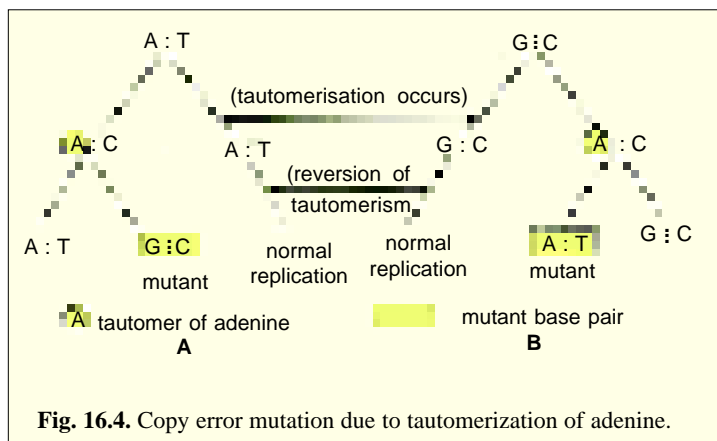 A : T G⋮C
(tautomerisation occurs)
A : C A : T G : C A : C
(reversion of
tautomerism
A : T G⋮C normal normal A : T G⋮C
mutant replication replication mutant
A tautomer of adenine mutant base pair
A B
Fig. 16.4. Copy error mutation due to tautomerization of adenine.